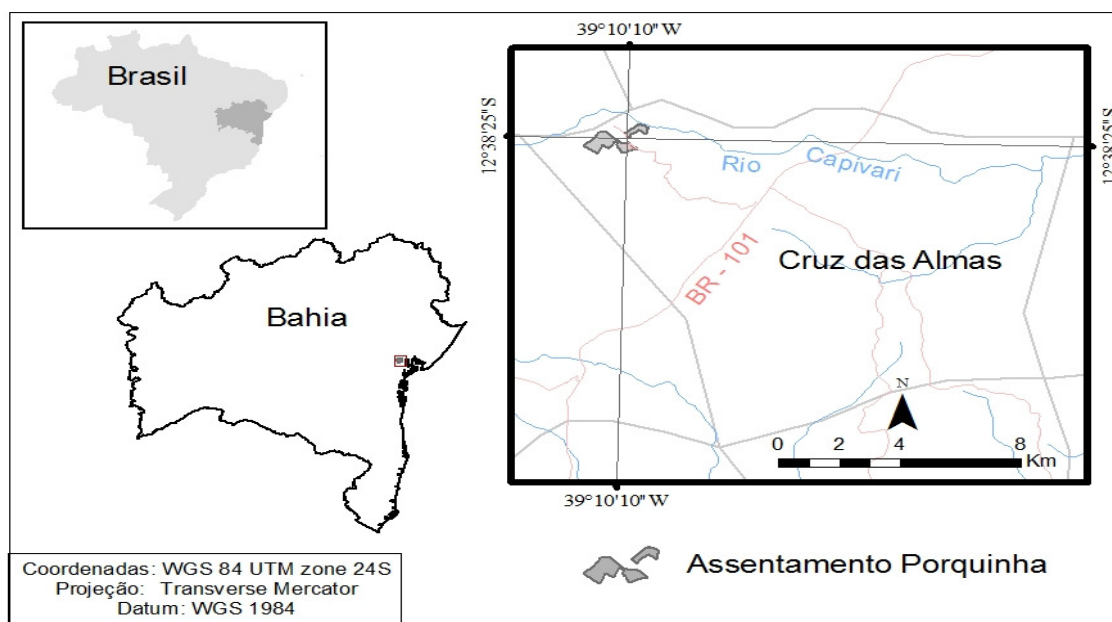 Brasil
Bahia
Coordenadas: WGS 84 UTM zone 24S
Projeção: Transverse Mercator
Datum: WGS 1984
39°10'10" W
12°38'25"S
12°38'25"S
Rio Capivari
BR - 101
Cruz das Almas
N
0 2 4 8
Km
39°10'10" W
Assentamento Porquinha